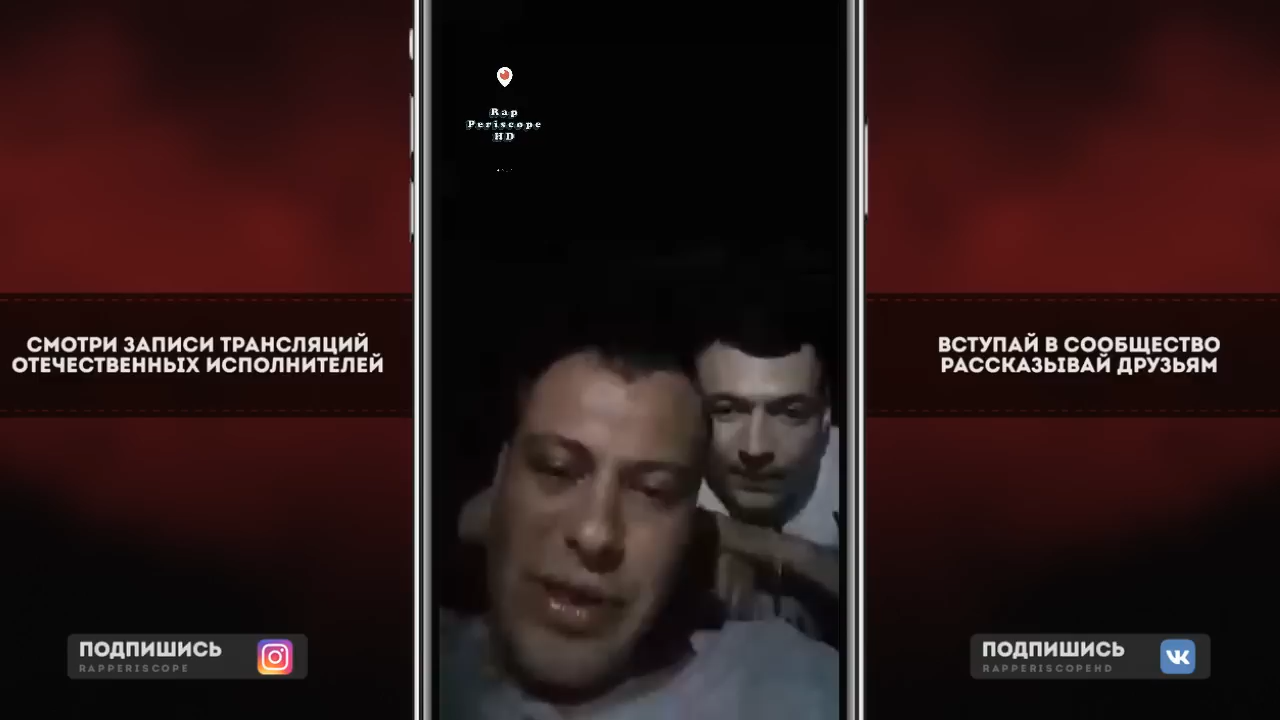 Rap
Periscope
HD
СМОТРИ ЗАПИСИ ТРАНСЛЯЦИЙ
ОТЕЧЕСТВЕННЫХ ИСПОЛНИТЕЛЕЙ
ВСТУПАЙ В СООБЩЕСТВО
РАССКАЗЫВАЙ ДРУЗЬЯМ
ПОДПИШИСЬ
RAPPERISCOPE
ПОДПИШИСЬ
RAPPERISCOPEHD